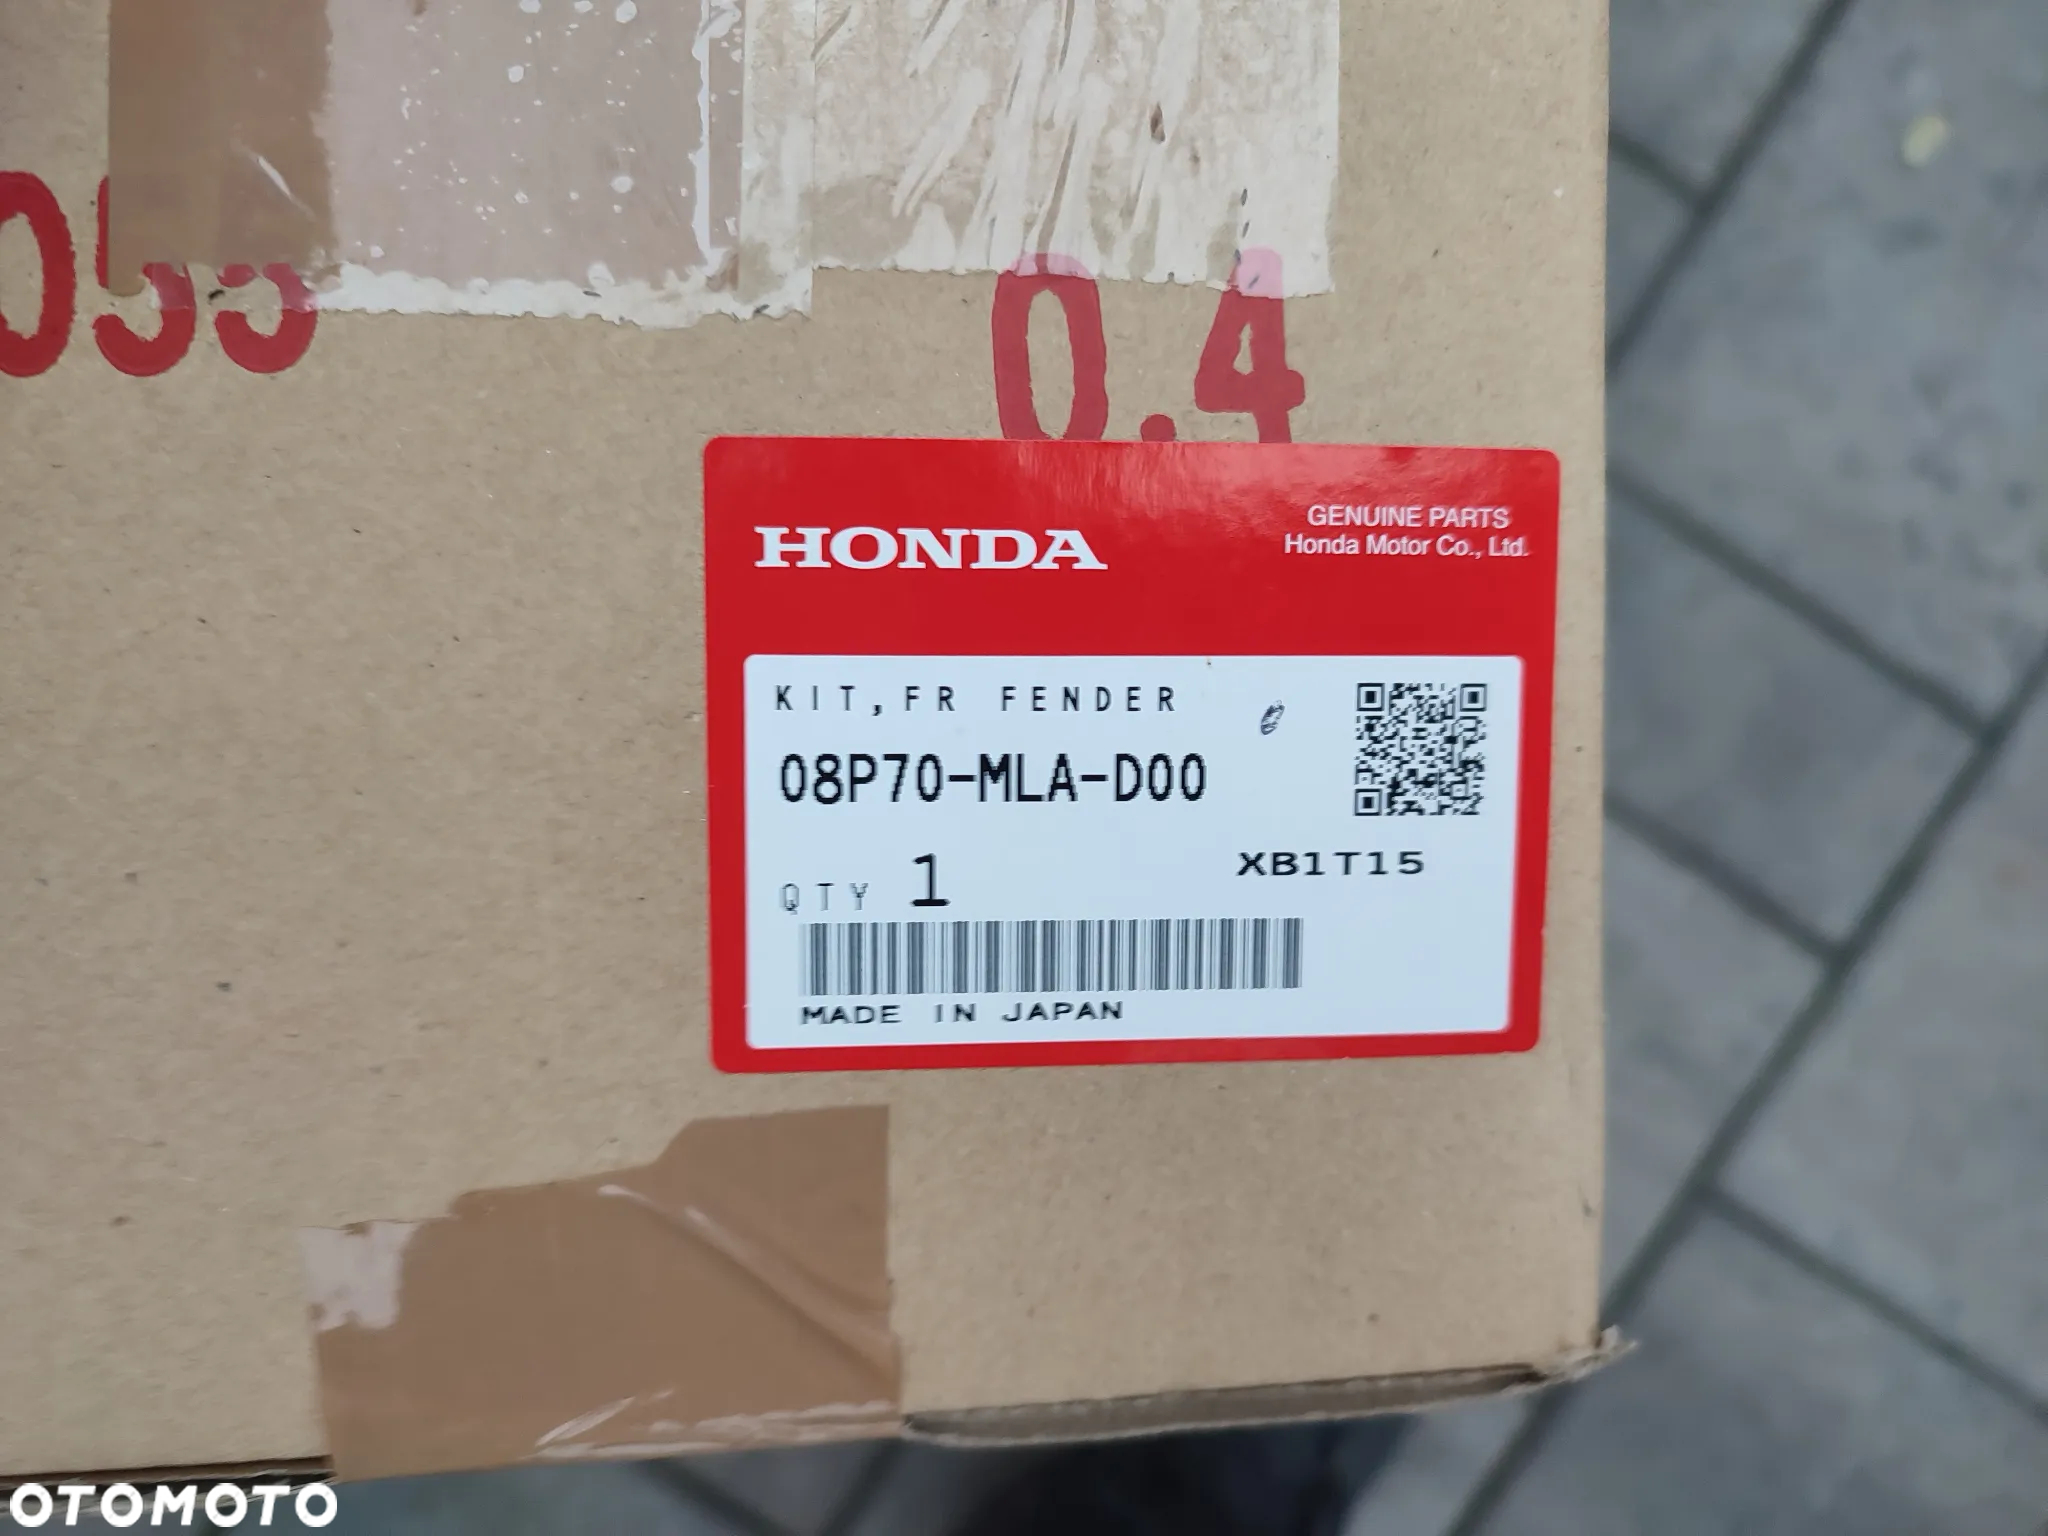 055
0.4
HONDA
GENUINE PARTS
Honda Motor Co., Ltd.
KIT, FR FENDER
08P70-MLA-D00
QTY 1
XB1T15
MADE IN JAPAN
OTOMOTO